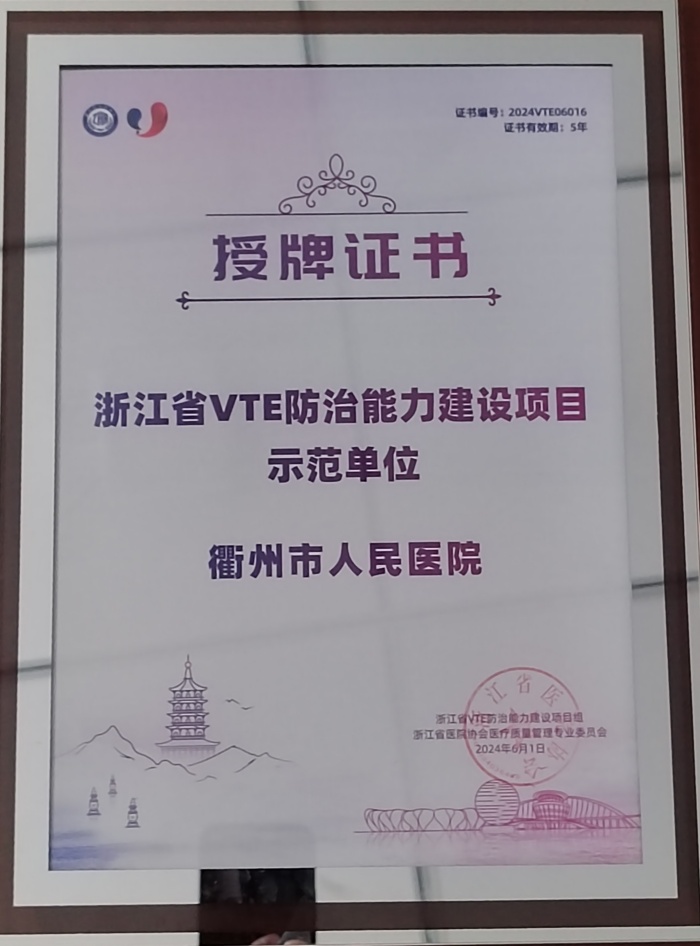 证书编号：2024VTE06016
证书有效期：5年
授牌证书
浙江省VTE防治能力建设项目
示范单位
衢州市人民医院
浙江省VTE防治能力建设项目组
浙江省医院协会医疗质量管理专业委员会
2024年6月1日
江省医